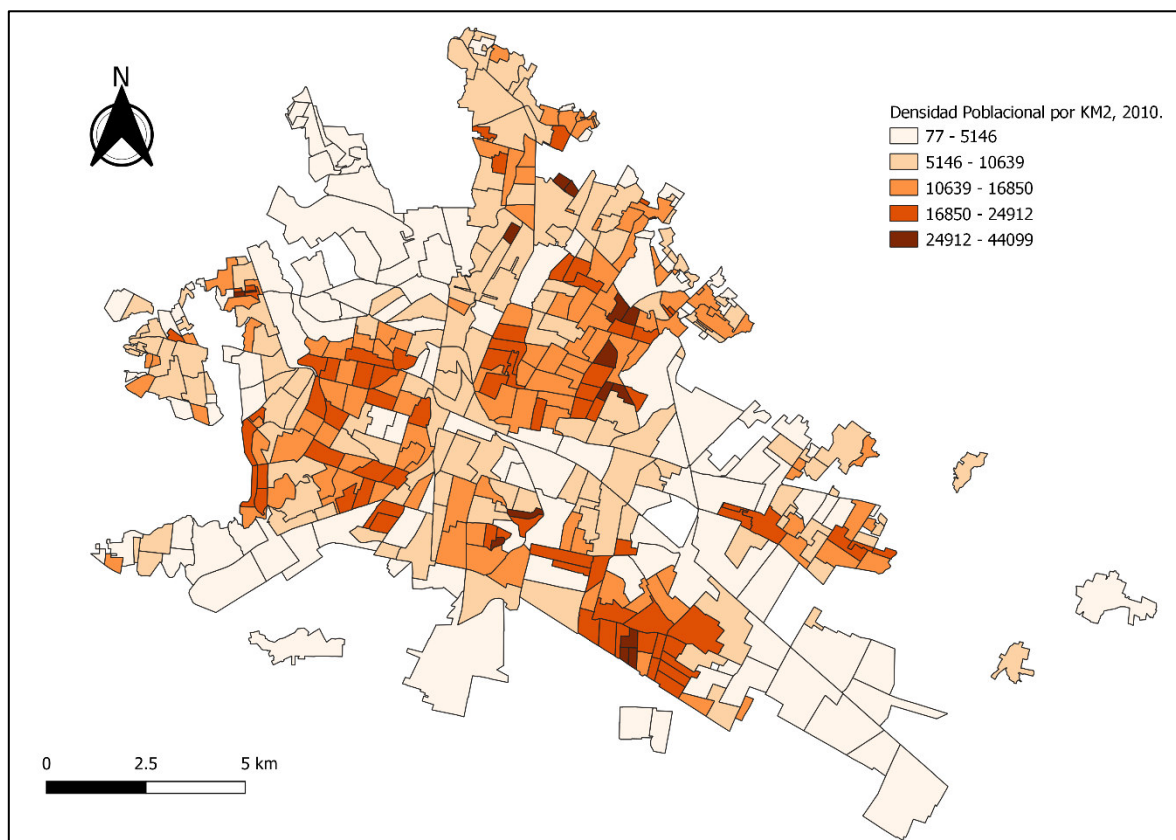 N
Densidad Poblacional por KM2, 2010.
77 - 5146
5146 - 10639
10639 - 16850
16850 - 24912
24912 - 44099
0 2.5 5 km